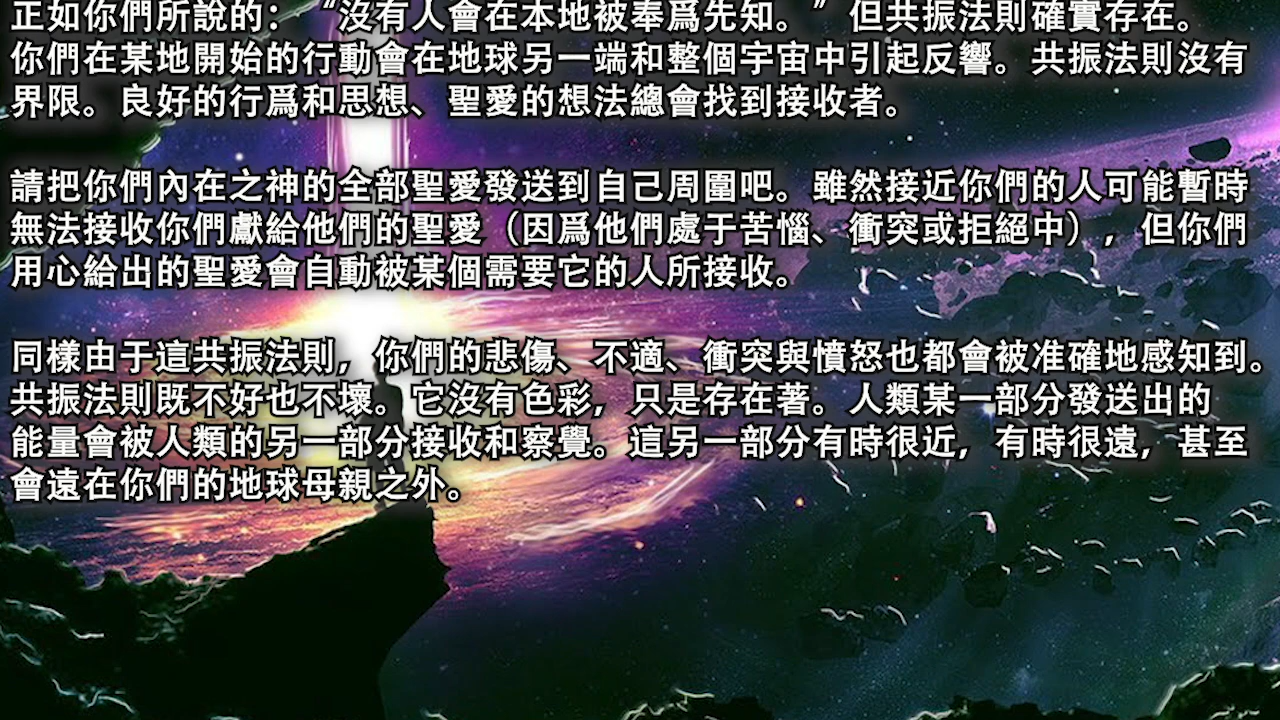 正如你們所說的：“沒有人會在本地被奉爲先知。”但共振法則確實存在。
你們在某地開始的行動會在地球另一端和整個宇宙中引起反響。共振法則沒有
界限。良好的行爲和思想、聖愛的想法總會找到接收者。
請把你們內在之神的全部聖愛發送到自己周圍吧。雖然接近你們的人可能暫時
無法接收你們獻給他們的聖愛（因爲他們處于苦惱、衝突或拒絕中），但你們
用心給出的聖愛會自動被某個需要它的人所接收。
同樣由于這共振法則，你們的悲傷、不適、衝突與憤怒也都會被准確地感知到。
共振法則既不好也不壞。它沒有色彩，只是存在著。人類某一部分發送出的
能量會被人類的另一部分接收和察覺。這另一部分有時很近，有時很遠，甚至
會遠在你們的地球母親之外。